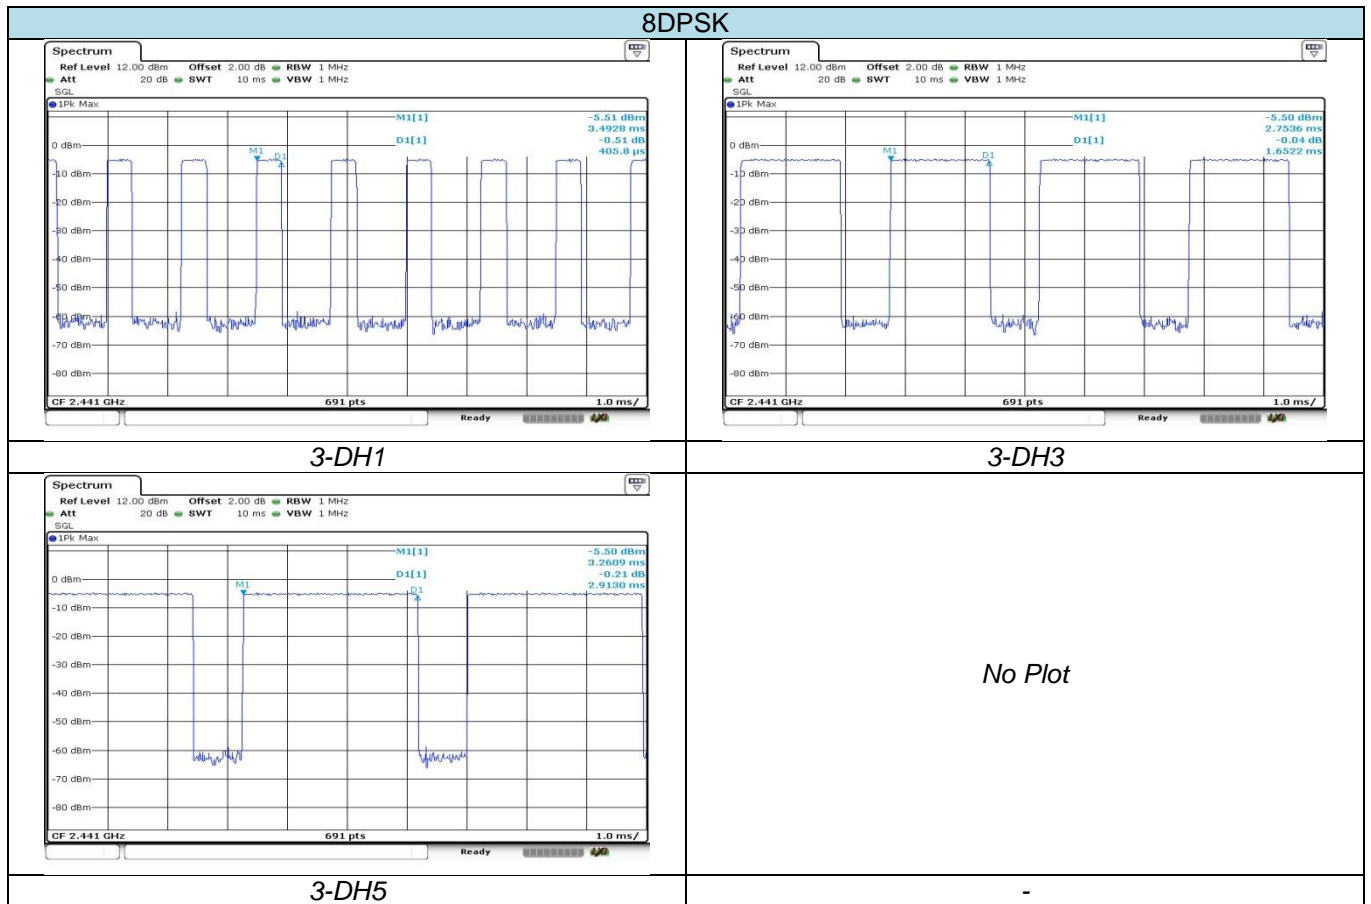 8DPSK
Spectrum
Ref Level 12.00 dBm Offset 2.00 dB RBW 1 MHz
Att 20 dB SWT 10 ms VBW 1 MHz
SGL
1Pk Max
M1[1] -5.51 dBm
3.4928 ms
D1[1] -0.51 dB
405.8 µs
M1 D1
0 dBm
-10 dBm
-20 dBm
-30 dBm
-40 dBm
-50 dBm
-60 dBm
-70 dBm
-80 dBm
CF 2.441 GHz 691 pts 1.0 ms/
Ready
3-DH1
Spectrum
Ref Level 12.00 dBm Offset 2.00 dB RBW 1 MHz
Att 20 dB SWT 10 ms VBW 1 MHz
SGL
1Pk Max
M1[1] -5.50 dBm
2.7536 ms
D1[1] -0.04 dB
1.6522 ms
M1 D1
0 dBm
-10 dBm
-20 dBm
-30 dBm
-40 dBm
-50 dBm
-60 dBm
-70 dBm
-80 dBm
CF 2.441 GHz 691 pts 1.0 ms/
Ready
3-DH3
Spectrum
Ref Level 12.00 dBm Offset 2.00 dB RBW 1 MHz
Att 20 dB SWT 10 ms VBW 1 MHz
SGL
1Pk Max
M1[1] -5.50 dBm
3.2609 ms
D1[1] -0.21 dB
2.9130 ms
M1 D1
0 dBm
-10 dBm
-20 dBm
-30 dBm
-40 dBm
-50 dBm
-60 dBm
-70 dBm
-80 dBm
CF 2.441 GHz 691 pts 1.0 ms/
Ready
3-DH5
No Plot
-